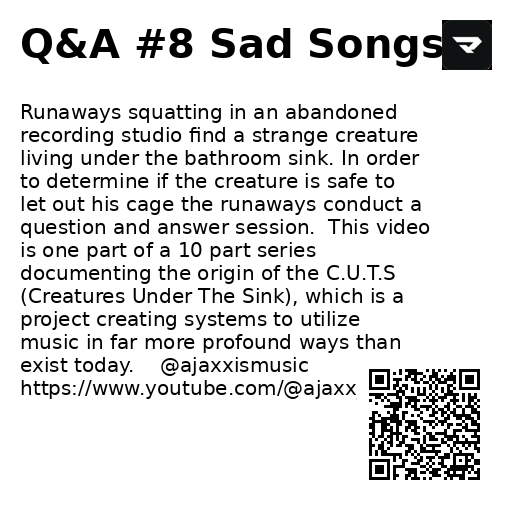 Q&A #8 Sad Songs
Runaways squatting in an abandoned
recording studio find a strange creature
living under the bathroom sink. In order
to determine if the creature is safe to
let out his cage the runaways conduct a
question and answer session.  This video
is one part of a 10 part series
documenting the origin of the C.U.T.S
(Creatures Under The Sink), which is a
project creating systems to utilize
music in far more profound ways than
exist today.    @ajaxxismusic
https://www.youtube.com/@ajaxx